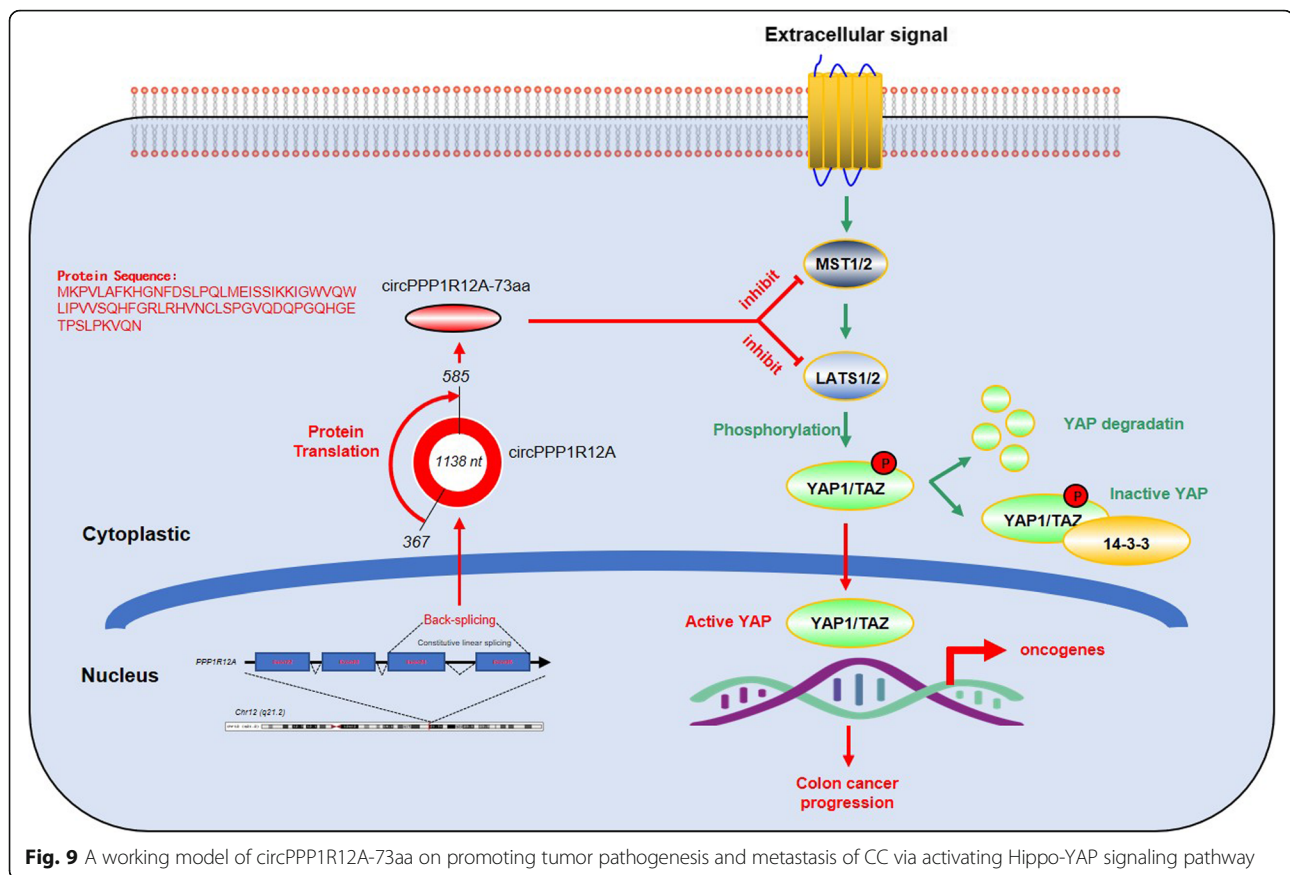 Extracellular signal
MST1/2
inhibit
inhibit
LATS1/2
Protein Sequence:
MKPVLAFKHGNFDSLPQLMEISSIKKIGWVQW
LIPVVSQHFGRLRHVNCLSPGVQDQPGQHGE
TPSLPKVQN
circPPP1R12A-73aa
585
Protein
Translation
1138 nt
circPPP1R12A
367
Phosphorylation
P
YAP1/TAZ
YAP degradatin
Inactive YAP
P
YAP1/TAZ
14-3-3
Cytoplastic
Nucleus
Back-splicing
Constitutive linear splicing
PPP1R12A
Chr12 (q21.2)
Active YAP
YAP1/TAZ
oncogenes
Colon cancer
progression
Fig. 9 A working model of circPPP1R12A-73aa on promoting tumor pathogenesis and metastasis of CC via activating Hippo-YAP signaling pathway